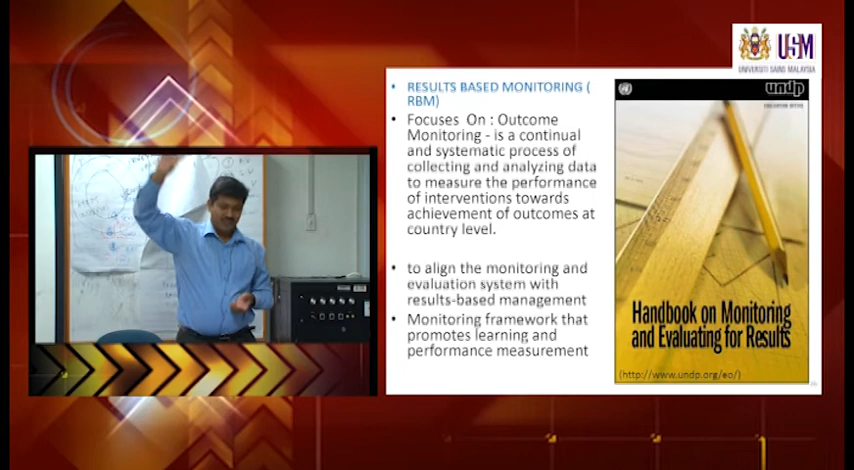 USM
UNIVERSITI SAINS MALAYSIA
• RESULTS BASED MONITORING (
RBM)
• Focuses On : Outcome
Monitoring - is a continual
and systematic process of
collecting and analyzing data
to measure the performance
of interventions towards
achievement of outcomes at
country level.
• to align the monitoring and
evaluation system with
results-based management
• Monitoring framework that
promotes learning and
performance measurement
undp
EVALUATION OFFICE
Handbook on Monitoring
and Evaluating for Results
(http://www.undp.org/eo/)